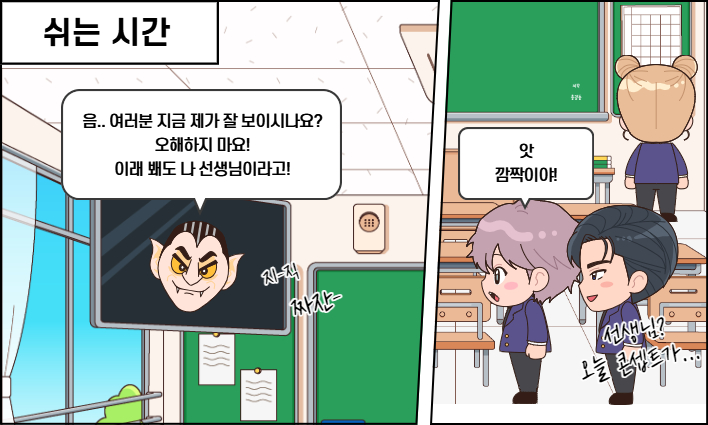 쉬는 시간
음.. 여러분 지금 제가 잘 보이시나요?
오해하지 마요!
이래 봬도 나 선생님이라고!
지-직
짜잔-
앗
깜짝이야!
선생님?
오늘 콘셉트가...